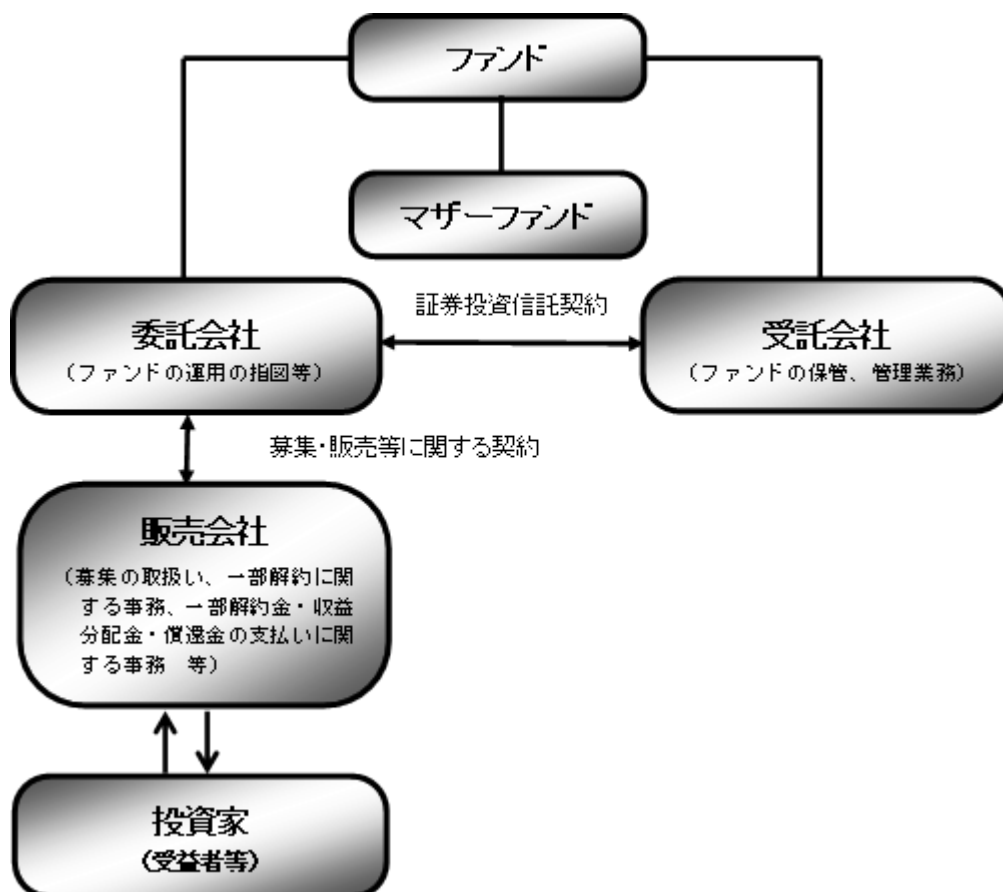 ファンド
マザーファンド
証券投資信託契約
委託会社
（ファンドの運用の指図等）
受託会社
（ファンドの保管、管理業務）
募集・販売等に関する契約
販売会社
（募集の取扱い、一部解約に関
する事務、一部解約金・収益
分配金・償還金の支払いに関
する事務　等）
投資家
（受益者等）